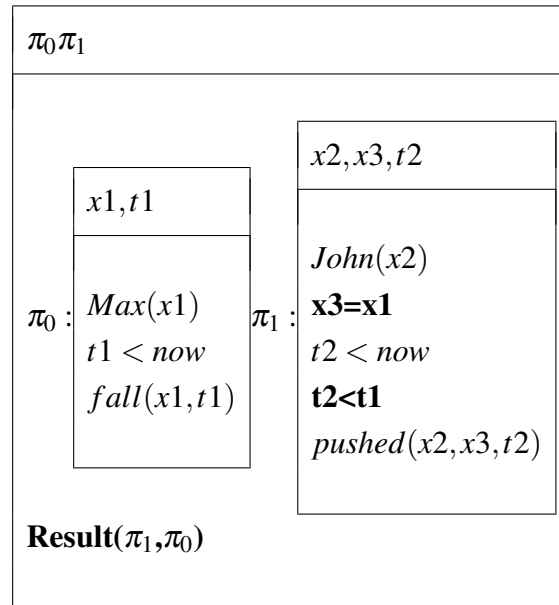 π₀π₁
x1,t1
π₀ :
Max(x1)
t1 < now
fall(x1,t1)
x2,x3,t2
π₁ :
John(x2)
x3=x1
t2 < now
t2<t1
pushed(x2,x3,t2)
Result(π₁,π₀)